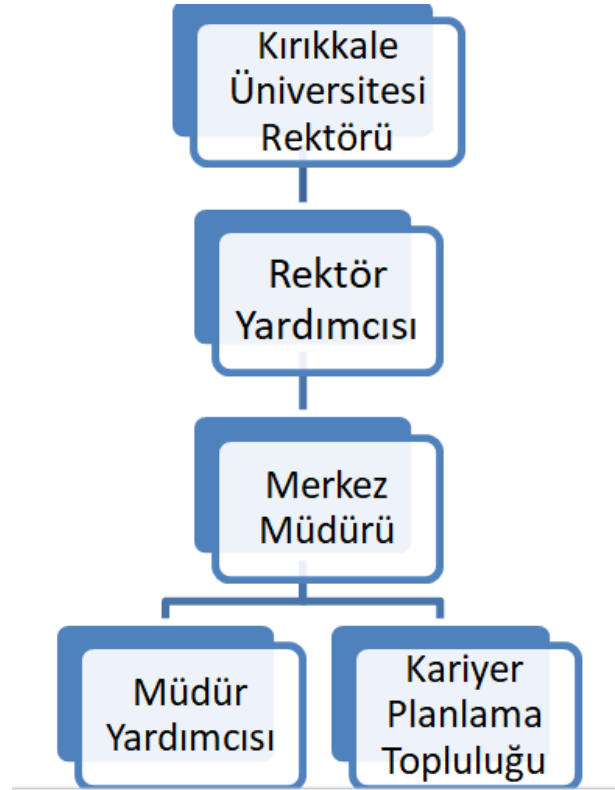 Kırıkkale
Üniversitesi
Rektörü
Rektör
Yardımcısı
Merkez
Müdürü
Müdür
Yardımcısı
Kariyer
Planlama
Topluluğu